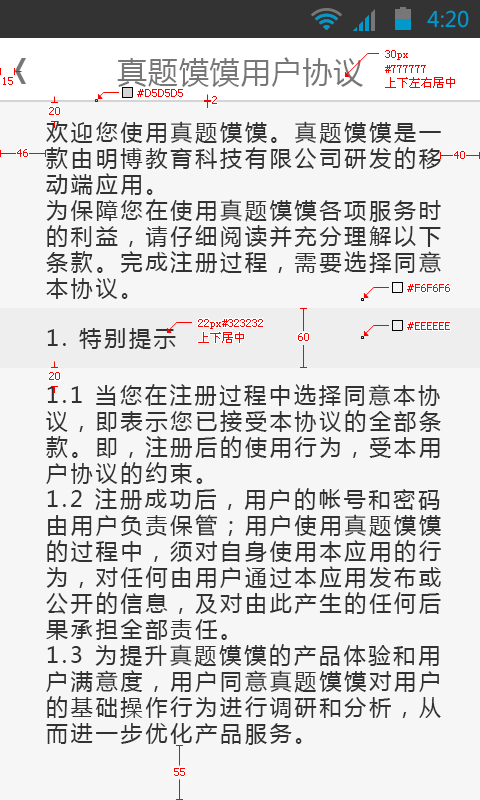 4:20
30px
#777777
上下左右居中
真题馍馍用户协议
15
#D5D5D5
2
20
46
40
欢迎您使用真题馍馍。真题馍馍是一
款由明博教育科技有限公司研发的移
动端应用。
为保障您在使用真题馍馍各项服务时
的利益，请仔细阅读并充分理解以下
条款。完成注册过程，需要选择同意
本协议。
#F6F6F6
22px#323232
上下居中
#EEEEEE
60
1. 特别提示
20
1.1 当您在注册过程中选择同意本协
议，即表示您已接受本协议的全部条
款。即，注册后的使用行为，受本用
户协议的约束。
1.2 注册成功后，用户的帐号和密码
由用户负责保管；用户使用真题馍馍
的过程中，须对自身使用本应用的行
为，对任何由用户通过本应用发布或
公开的信息，及对由此产生的任何后
果承担全部责任。
1.3 为提升真题馍馍的产品体验和用
户满意度，用户同意真题馍馍对用户
的基础操作行为进行调研和分析，从
而进一步优化产品服务。
55